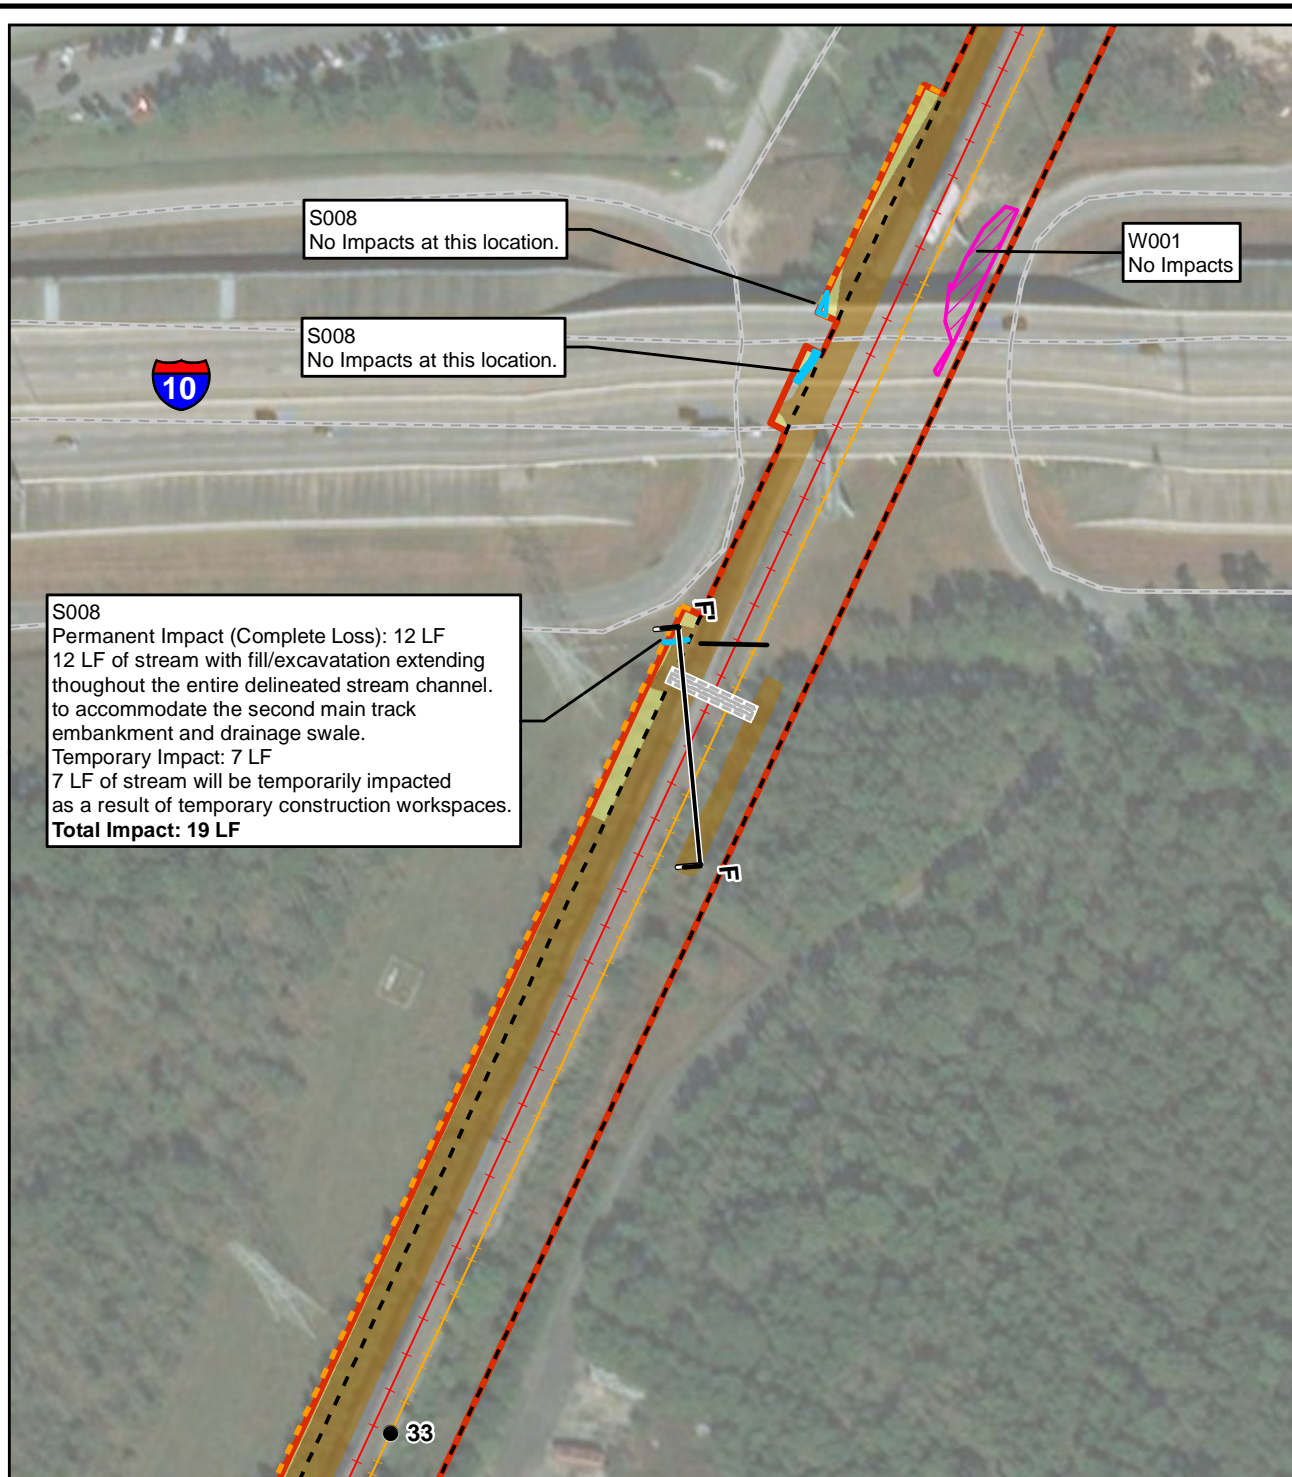 S008
No Impacts at this location.
W001
No Impacts
S008
No Impacts at this location.
10
S008
Permanent Impact (Complete Loss): 12 LF
12 LF of stream with fill/excavatation extending
thoughout the entire delineated stream channel.
to accommodate the second main track
embankment and drainage swale.
Temporary Impact: 7 LF
7 LF of stream will be temporarily impacted
as a result of temporary construction workspaces.
Total Impact: 19 LF
F'
F
33